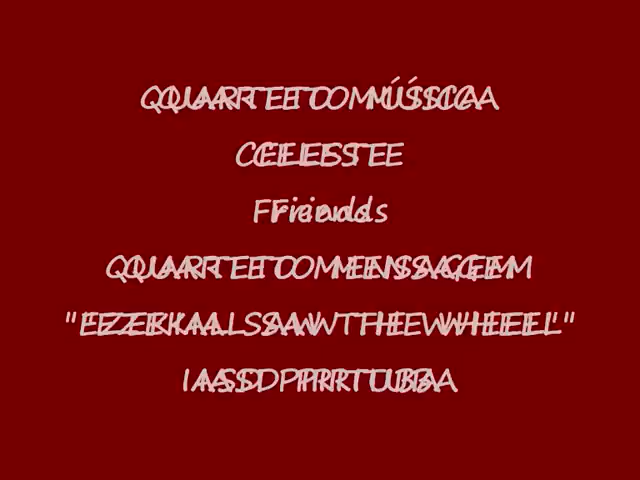 QUARTETO MÚSICA
CELESTE
Friends
QUARTETO MENSAGEM
"EZEKIAL SAW THE WHEEL"
IASD PIRITUBA